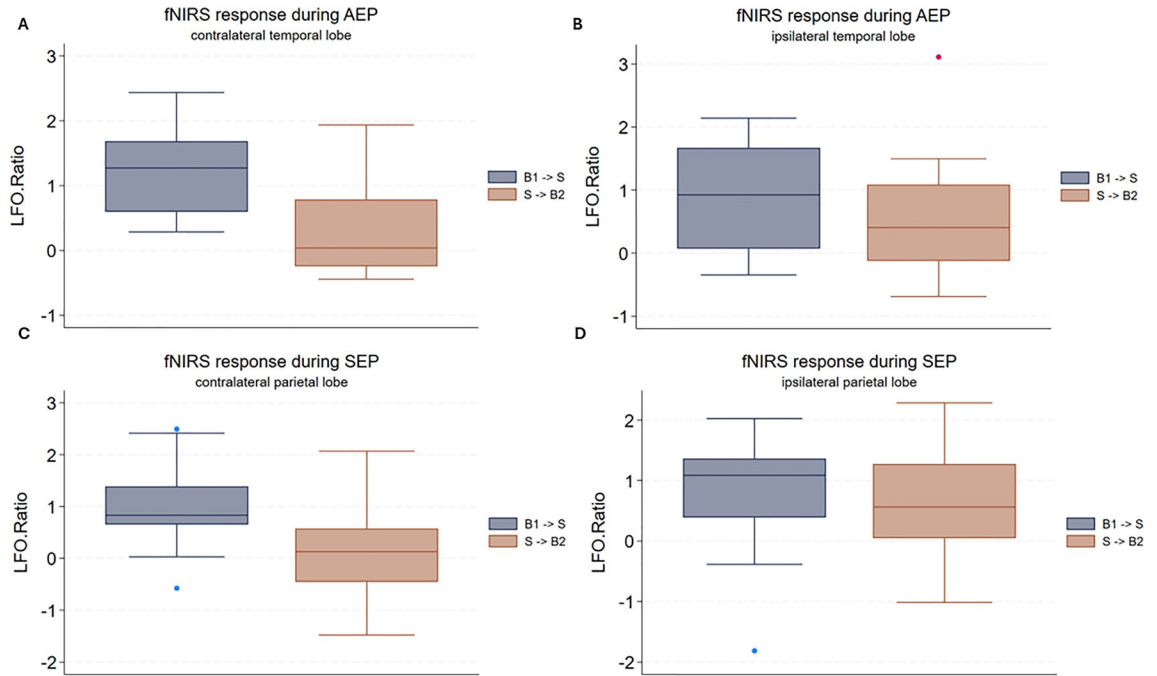 A
fNIRS response during AEP
contralateral temporal lobe
3
2
1
0
-1
LFO.Ratio
B1 -> S
S -> B2
B
fNIRS response during AEP
ipsilateral temporal lobe
3
2
1
0
-1
LFO.Ratio
B1 -> S
S -> B2
C
fNIRS response during SEP
contralateral parietal lobe
3
2
1
0
-1
-2
LFO.Ratio
B1 -> S
S -> B2
D
fNIRS response during SEP
ipsilateral parietal lobe
2
1
0
-1
-2
LFO.Ratio
B1 -> S
S -> B2